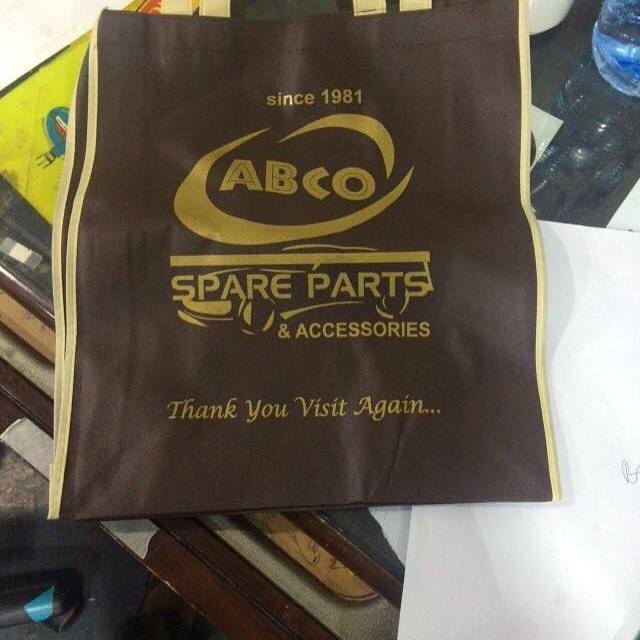 since 1981
ABCO
SPARE PARTS
& ACCESSORIES
Thank You Visit Again...